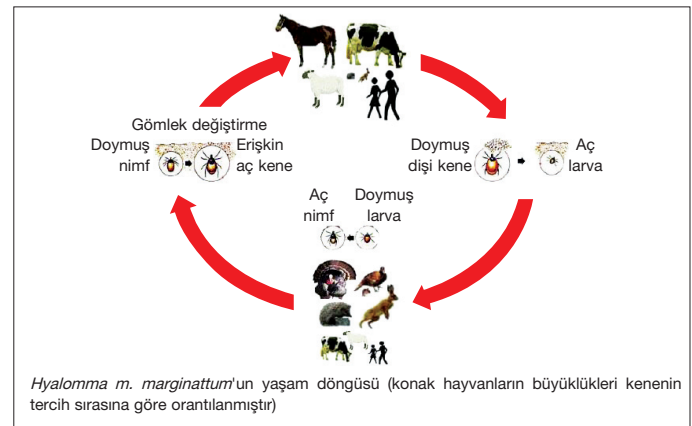 Gömlek değiştirme
Doymuş nimf
Erişkin aç kene
Doymuş dişi kene
Aç larva
Aç nimf
Doymuş larva
Hyalomma m. marginattum'un yaşam döngüsü (konak hayvanların büyüklükleri kenenin
tercih sırasına göre orantılanmıştır)